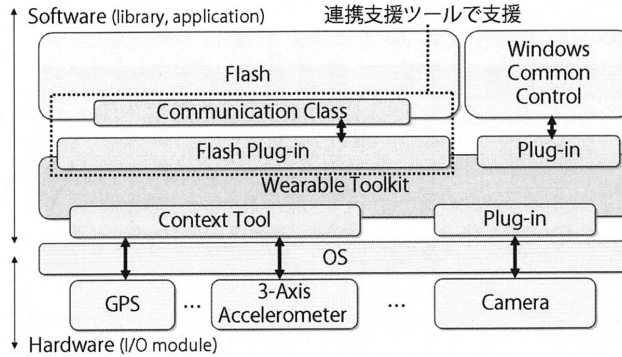 Software (library, application)
連携支援ツールで支援
Flash
Windows
Common
Control
Communication Class
Flash Plug-in
Plug-in
Wearable Toolkit
Context Tool
Plug-in
OS
GPS
...
3-Axis
Accelerometer
...
Camera
Hardware (I/O module)